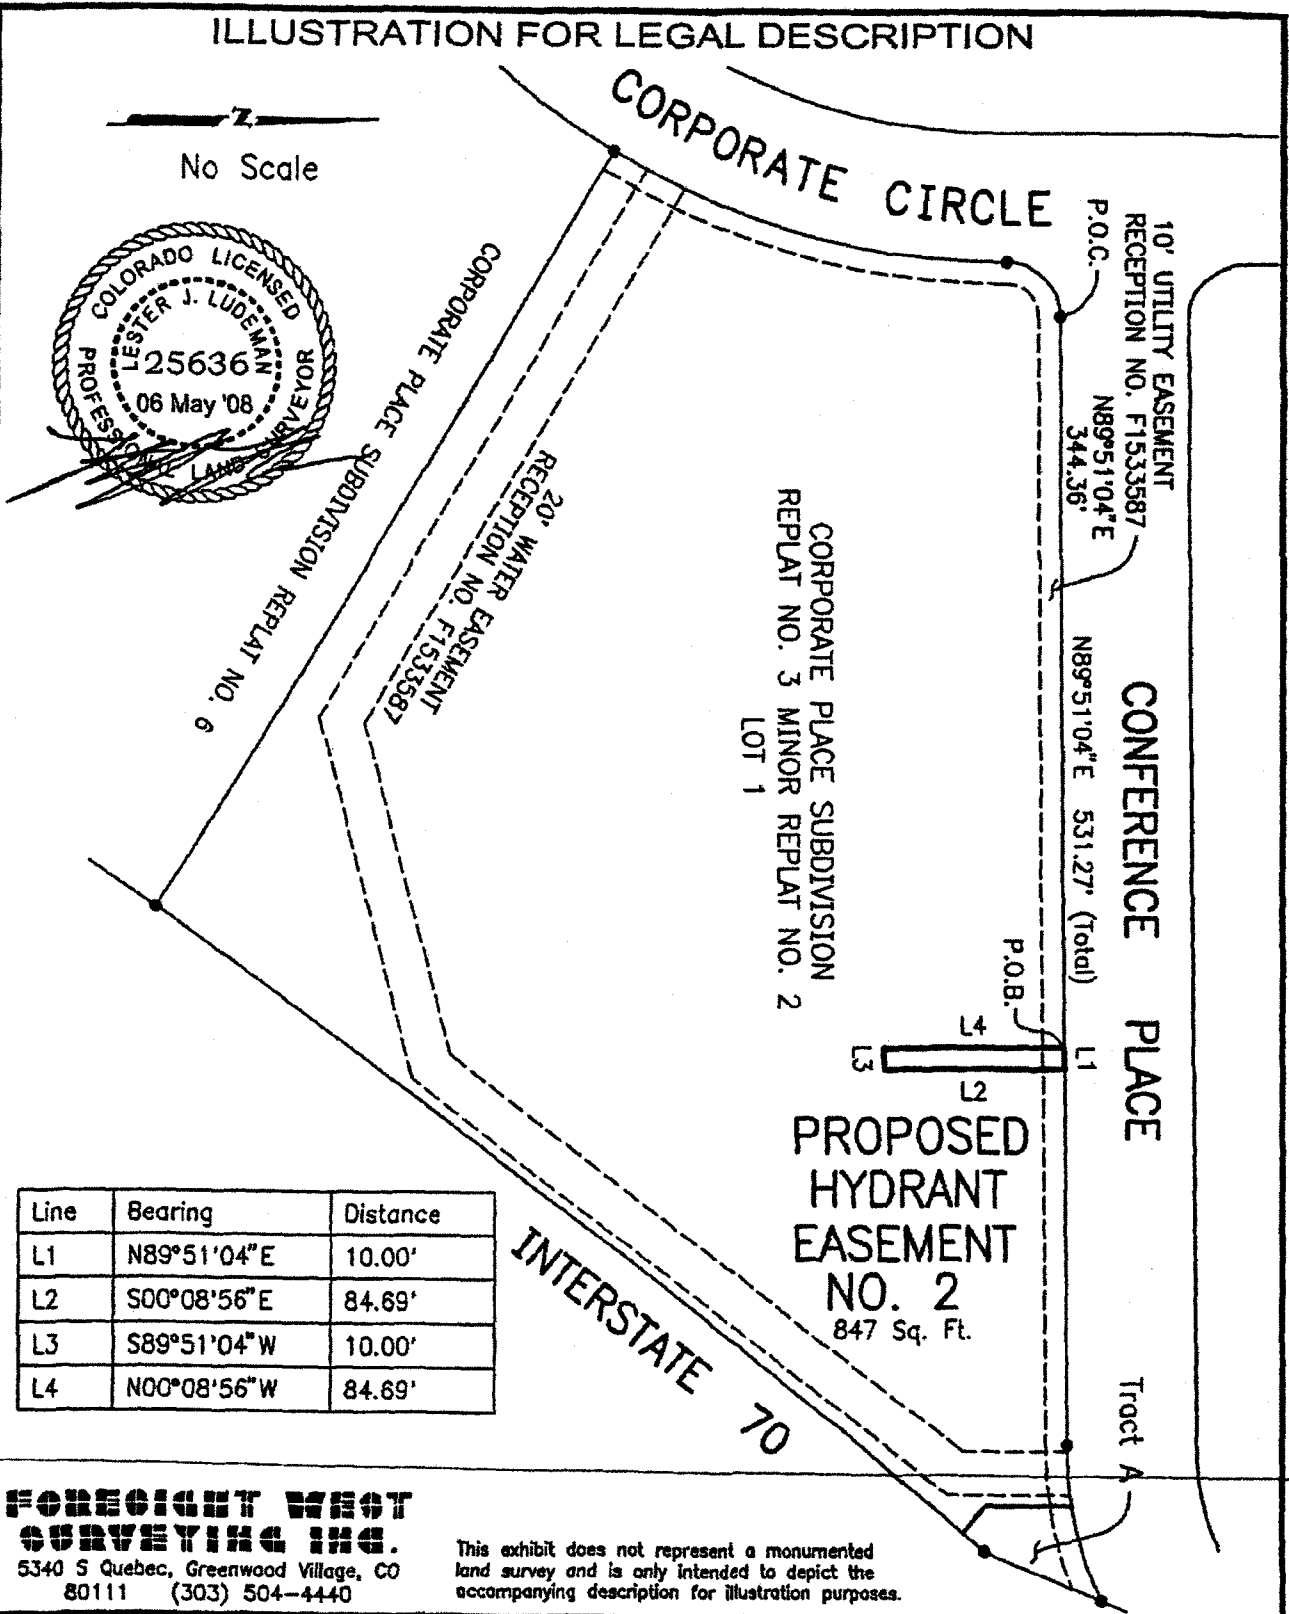 ILLUSTRATION FOR LEGAL DESCRIPTION
CORPORATE CIRCLE
N
No Scale
COLORADO LICENSED
LESTER J. LUDEMAN
25636
06 May '08
PROFESSIONAL LAND SURVEYOR
CORPORATE PLACE SUBDIVISION REPLAT NO. 6
20' WATER EASEMENT
RECEPTION NO. F1533587
10' UTILITY EASEMENT
RECEPTION NO. F1533587
P.O.C.
N89°51'04"E
344.36'
N89°51'04"E 531.27' (Total)
CONFERENCE PLACE
CORPORATE PLACE SUBDIVISION
REPLAT NO. 3 MINOR REPLAT NO. 2
LOT 1
P.O.B.
L4
L1
L3
L2
PROPOSED
HYDRANT
EASEMENT
NO. 2
847 Sq. Ft.
Line Bearing Distance
L1 N89°51'04"E 10.00'
L2 S00°08'56"E 84.69'
L3 S89°51'04"W 10.00'
L4 N00°08'56"W 84.69'
INTERSTATE 70
Tract A
FORESIGHT WEST
SURVEYING INC.
5340 S Quebec, Greenwood Village, CO
80111 (303) 504-4440
This exhibit does not represent a monumented
land survey and is only intended to depict the
accompanying description for illustration purposes.